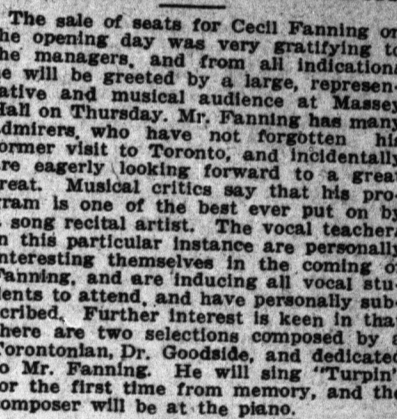 The sale of seats for Cecil Fanning on
he opening day was very gratifying to
he managers, and from all indications
e will be greeted by a large, represen-
ative and musical audience at Massey
Hall on Thursday. Mr. Fanning has many
dmirers, who have not forgotten his
ormer visit to Toronto, and incidentally
re eagerly looking forward to a great
reat. Musical critics say that his pro-
ram is one of the best ever put on by
song recital artist. The vocal teachers
n this particular instance are personally
nteresting themselves in the coming of
Fanning, and are inducing all vocal stu-
ents to attend, and have personally sub-
cribed. Further interest is keen in that
here are two selections composed by a
Torontonian, Dr. Goodside, and dedicated
o Mr. Fanning. He will sing "Turpin"
or the first time from memory, and the
omposer will be at the piano.